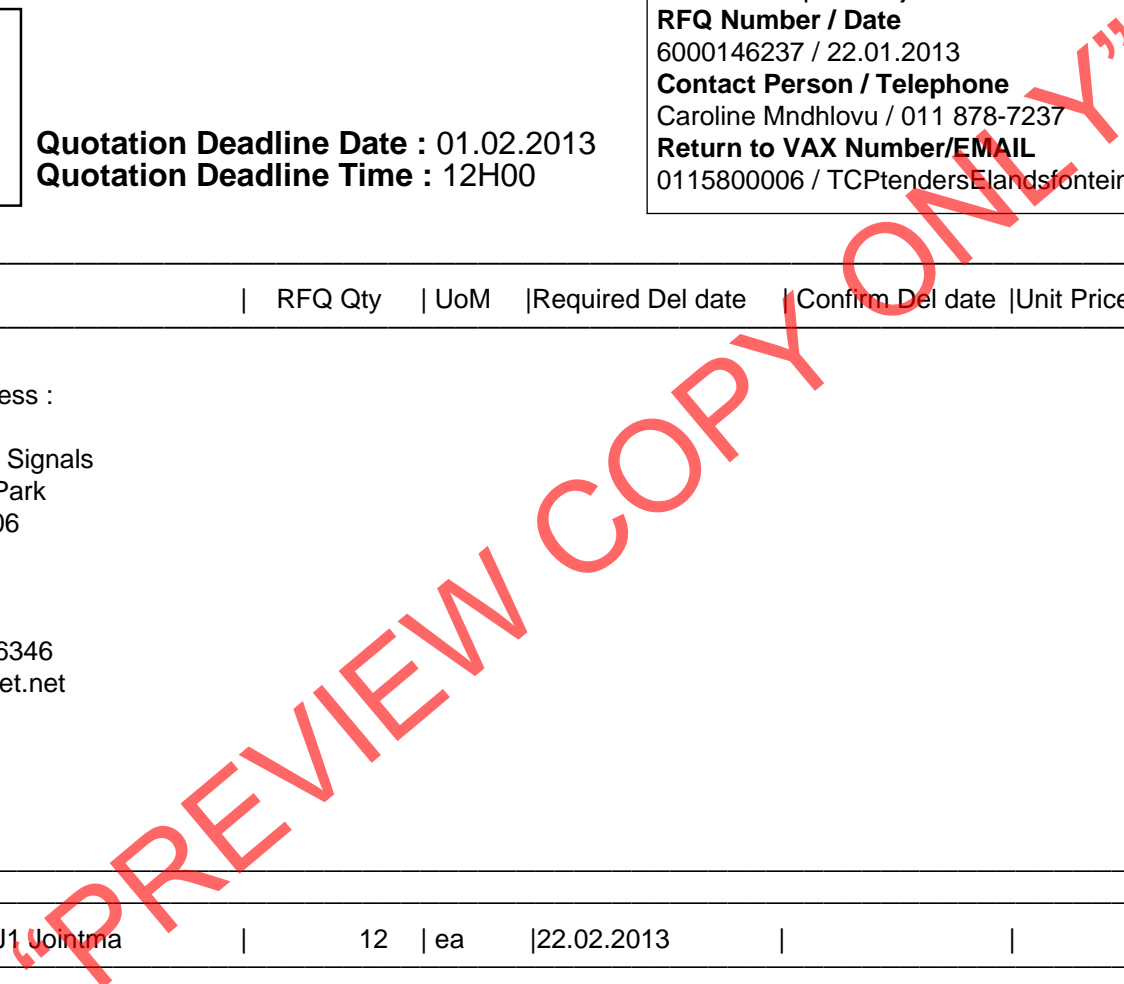 RFQ Number / Date
6000146237 / 22.01.2013
Contact Person / Telephone
Caroline Mndhlovu / 011 878-7237
Return to VAX Number/EMAIL
0115800006 / TCPtendersElandsfontein
Quotation Deadline Date : 01.02.2013
Quotation Deadline Time : 12H00
| RFQ Qty | UoM |Required Del date | Confirm Del date |Unit Price
ess :
Signals
Park
06
6346
et.net
J1 Jointma | 12 | ea |22.02.2013 | |
“PREVIEW COPY ONLY”